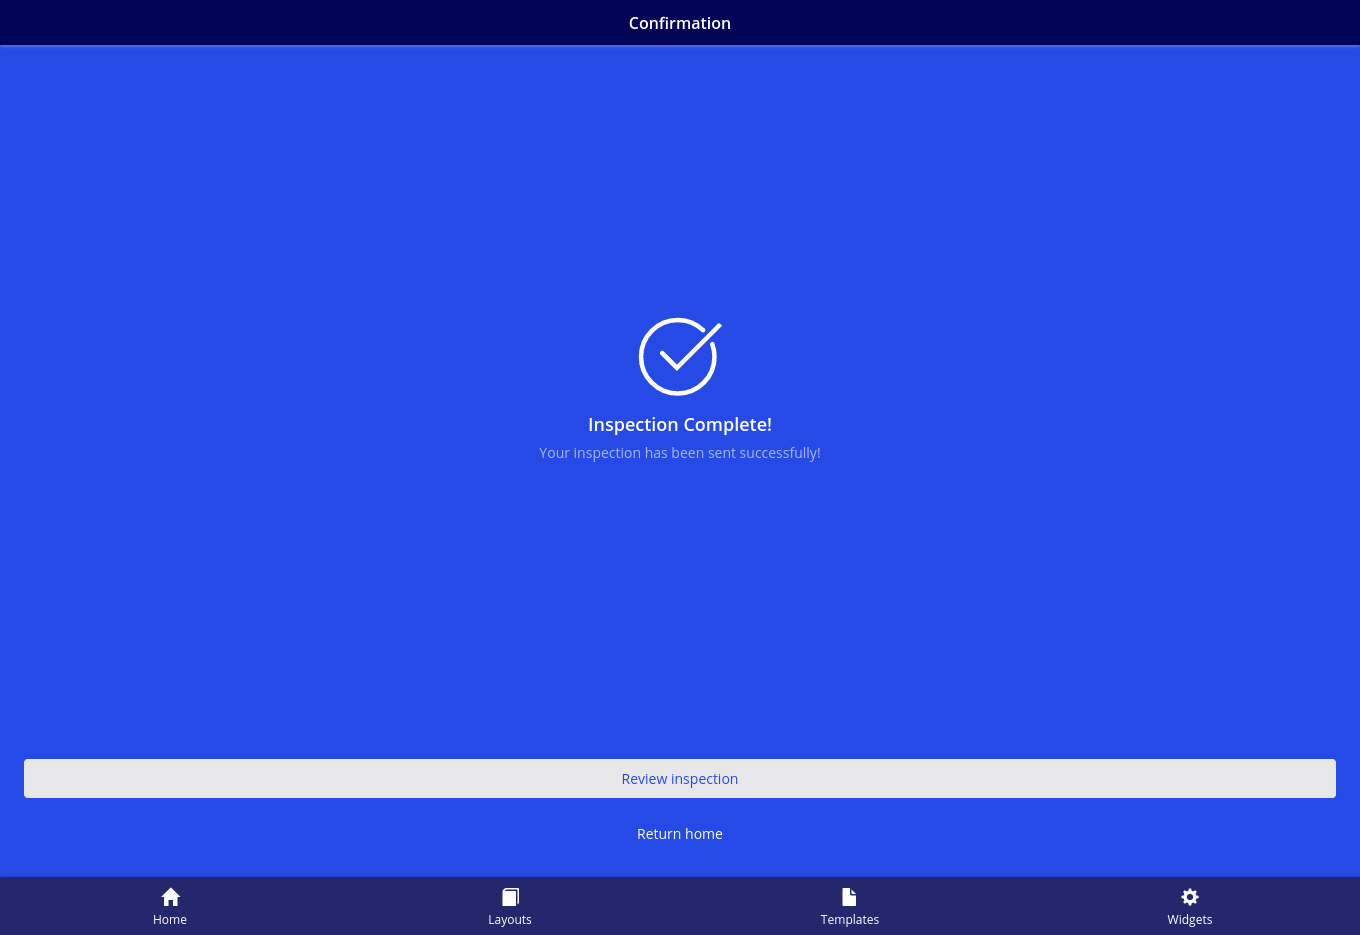 Confirmation
Inspection Complete!
Your inspection has been sent successfully!
Review inspection
Return home
Home
Layouts
Templates
Widgets